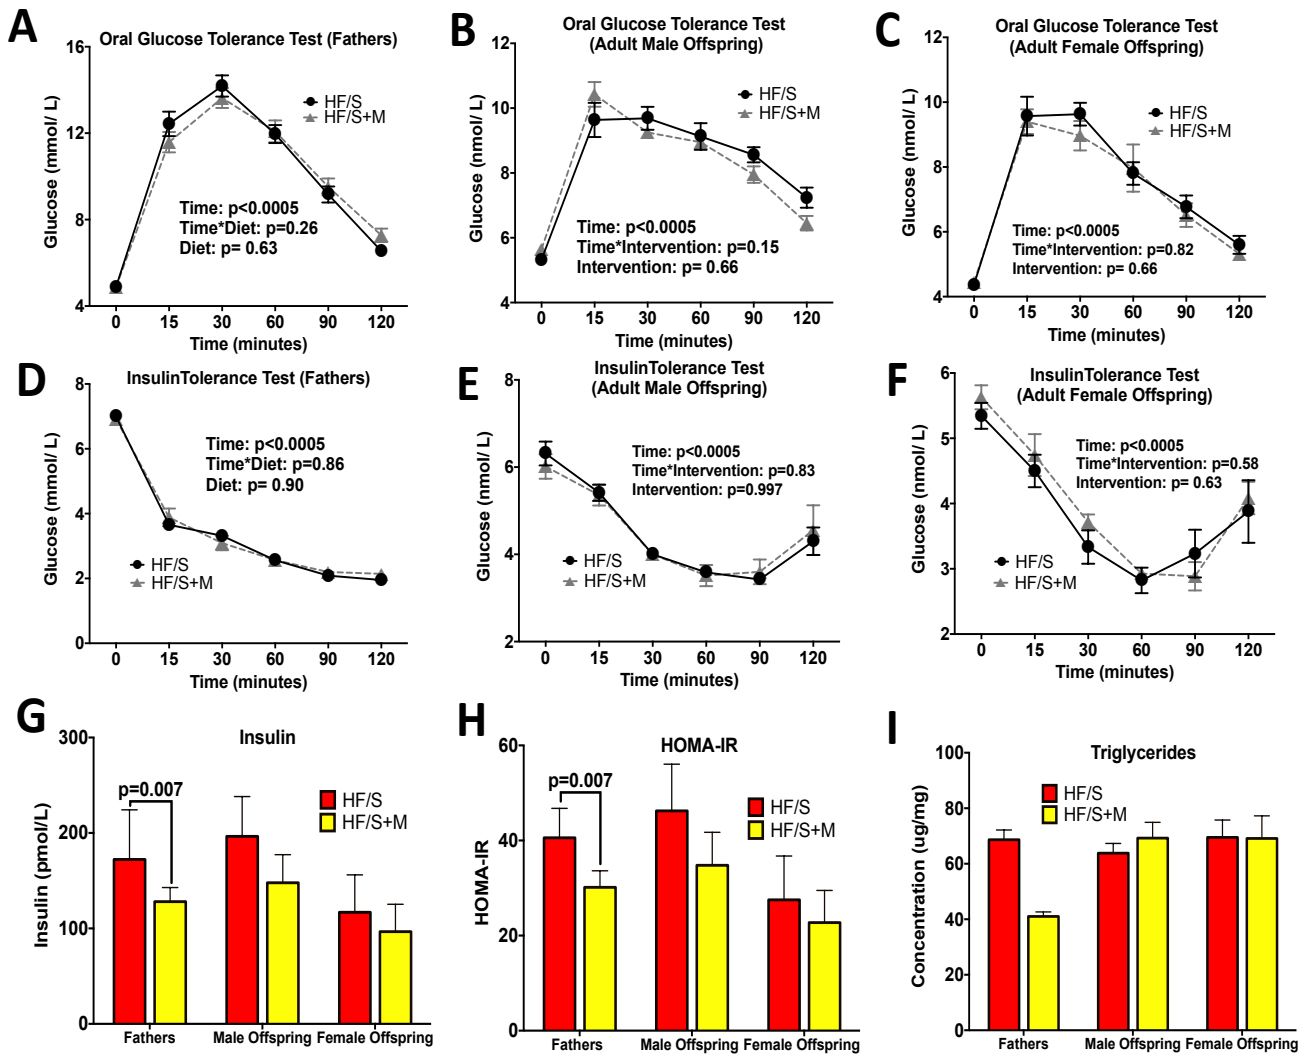 A
Oral Glucose Tolerance Test (Fathers)
Glucose (nmol/ L)
16
12
8
4
HF/S
HF/S+M
Time: p<0.0005
Time*Diet: p=0.26
Diet: p= 0.63
0 15 30 60 90 120
Time (minutes)
B
Oral Glucose Tolerance Test
(Adult Male Offspring)
Glucose (nmol/ L)
12
10
8
6
4
HF/S
HF/S+M
Time: p<0.0005
Time*Intervention: p=0.15
Intervention: p= 0.66
0 15 30 60 90 120
Time (minutes)
C
Oral Glucose Tolerance Test
(Adult Female Offspring)
Glucose (nmol/ L)
12
10
8
6
4
HF/S
HF/S+M
Time: p<0.0005
Time*Intervention: p=0.82
Intervention: p= 0.66
0 15 30 60 90 120
Time (minutes)
D
InsulinTolerance Test (Fathers)
Glucose (nmol/ L)
8
6
4
2
0
Time: p<0.0005
Time*Diet: p=0.86
Diet: p= 0.90
HF/S
HF/S+M
0 15 30 60 90 120
Time (minutes)
E
InsulinTolerance Test
(Adult Male Offspring)
Glucose (nmol/ L)
8
6
4
2
Time: p<0.0005
Time*Intervention: p=0.83
Intervention: p=0.997
HF/S
HF/S+M
0 15 30 60 90 120
Time (minutes)
F
InsulinTolerance Test
(Adult Female Offspring)
Glucose (nmol/ L)
6
5
4
3
2
Time: p<0.0005
Time*Intervention: p=0.58
Intervention: p= 0.63
HF/S
HF/S+M
0 15 30 60 90 120
Time (minutes)
G
Insulin
Insulin (pmol/L)
300
200
100
0
p=0.007
HF/S
HF/S+M
Fathers Male Offspring Female Offspring
H
HOMA-IR
HOMA-IR
60
40
20
0
p=0.007
HF/S
HF/S+M
Fathers Male Offspring Female Offspring
I
Triglycerides
Concentration (ug/mg)
100
80
60
40
20
0
HF/S
HF/S+M
Fathers Male Offspring Female Offspring